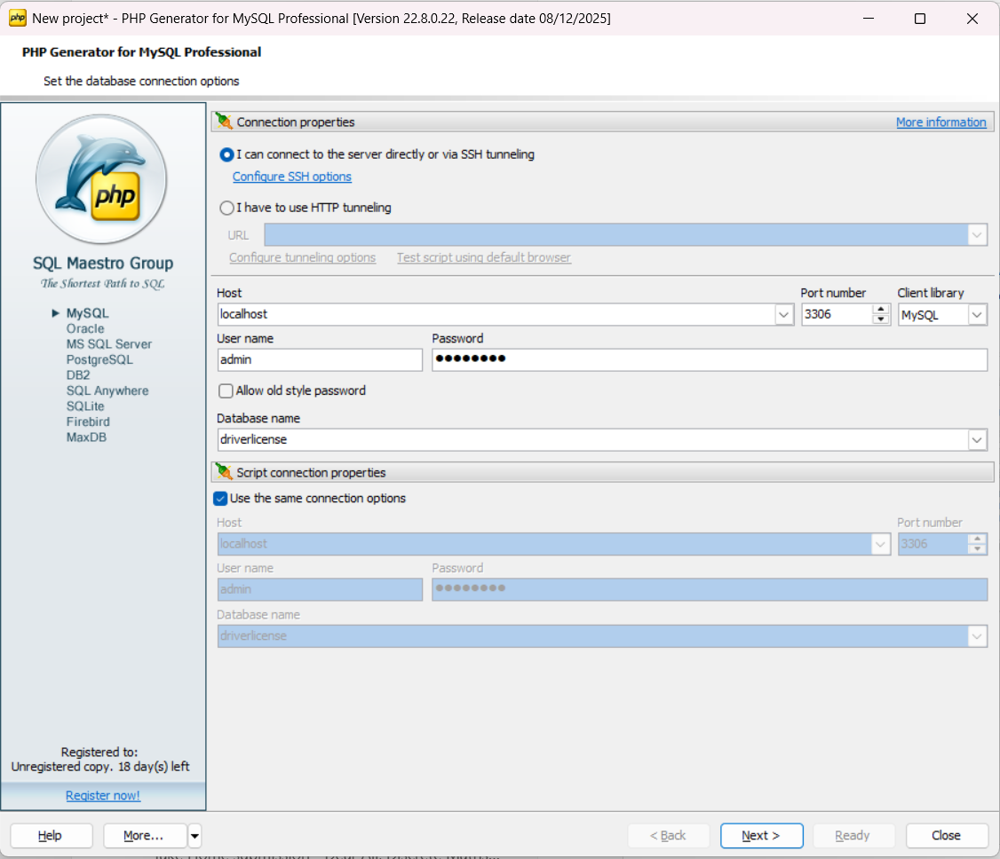 New project* - PHP Generator for MySQL Professional [Version 22.8.0.22, Release date 08/12/2025]
PHP Generator for MySQL Professional
Set the database connection options
php
SQL Maestro Group
The Shortest Path to SQL
MySQL
Oracle
MS SQL Server
PostgreSQL
DB2
SQL Anywhere
SQLite
Firebird
MaxDB
Registered to:
Unregistered copy. 18 day(s) left
Register now!
Connection properties More information
I can connect to the server directly or via SSH tunneling
Configure SSH options
I have to use HTTP tunneling
URL
Configure tunneling options Test script using default browser
Host Port number Client library
localhost 3306 MySQL
User name Password
admin ●●●●●●●●
Allow old style password
Database name
driverlicense
Script connection properties
Use the same connection options
Host Port number
localhost 3306
User name Password
admin ●●●●●●●●
Database name
driverlicense
Help More... < Back Next > Ready Close